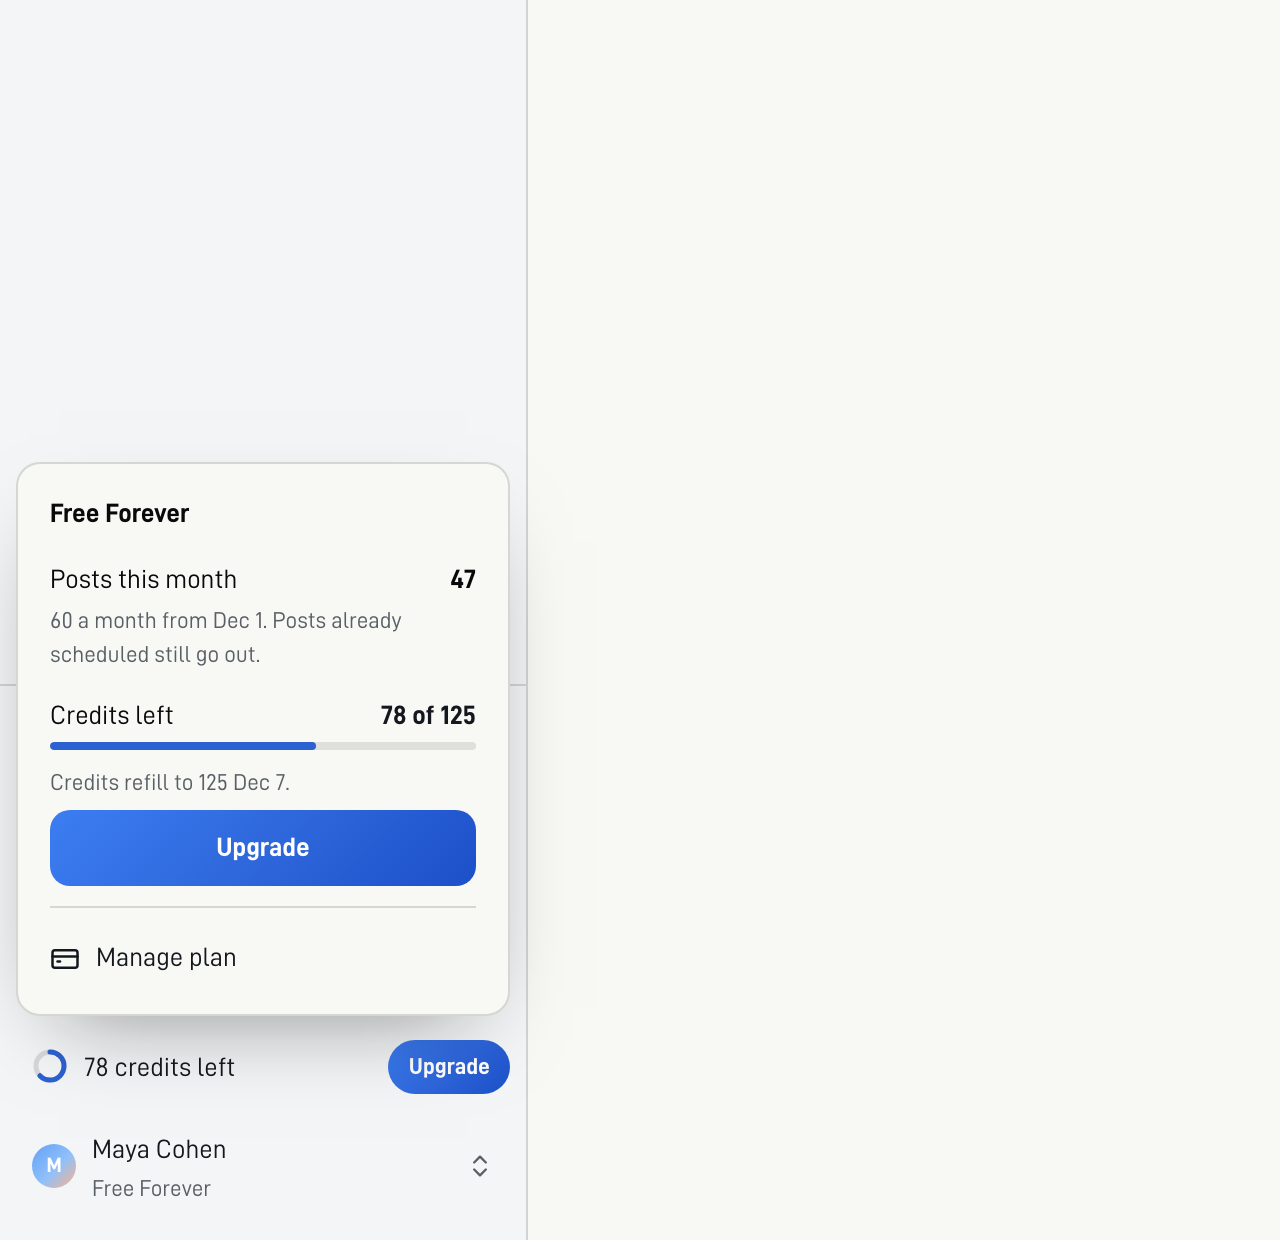 Free Forever
Posts this month 47
60 a month from Dec 1. Posts already
scheduled still go out.
Credits left 78 of 125
Credits refill to 125 Dec 7.
Upgrade
Manage plan
78 credits left Upgrade
M
Maya Cohen
Free Forever